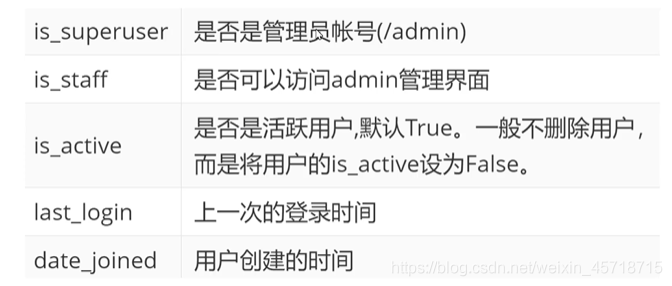 is_superuser 是否是管理员帐号(/admin)
is_staff 是否可以访问admin管理界面
is_active 是否是活跃用户,默认True。一般不删除用户,
而是将用户的is_active设为False。
last_login 上一次的登录时间
date_joined 用户创建的时间
https://blog.csdn.net/weixin_45718715